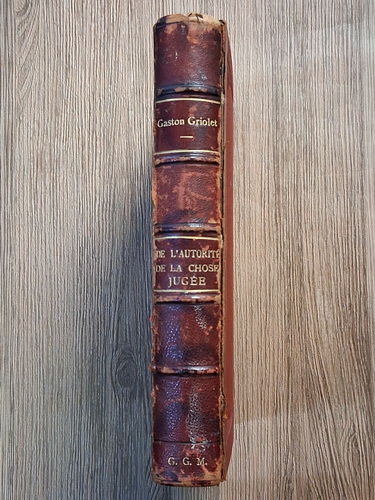 Gaston Griolet
DE L'AUTORITÉ
DE LA CHOSE
JUGÉE
G. G. M.